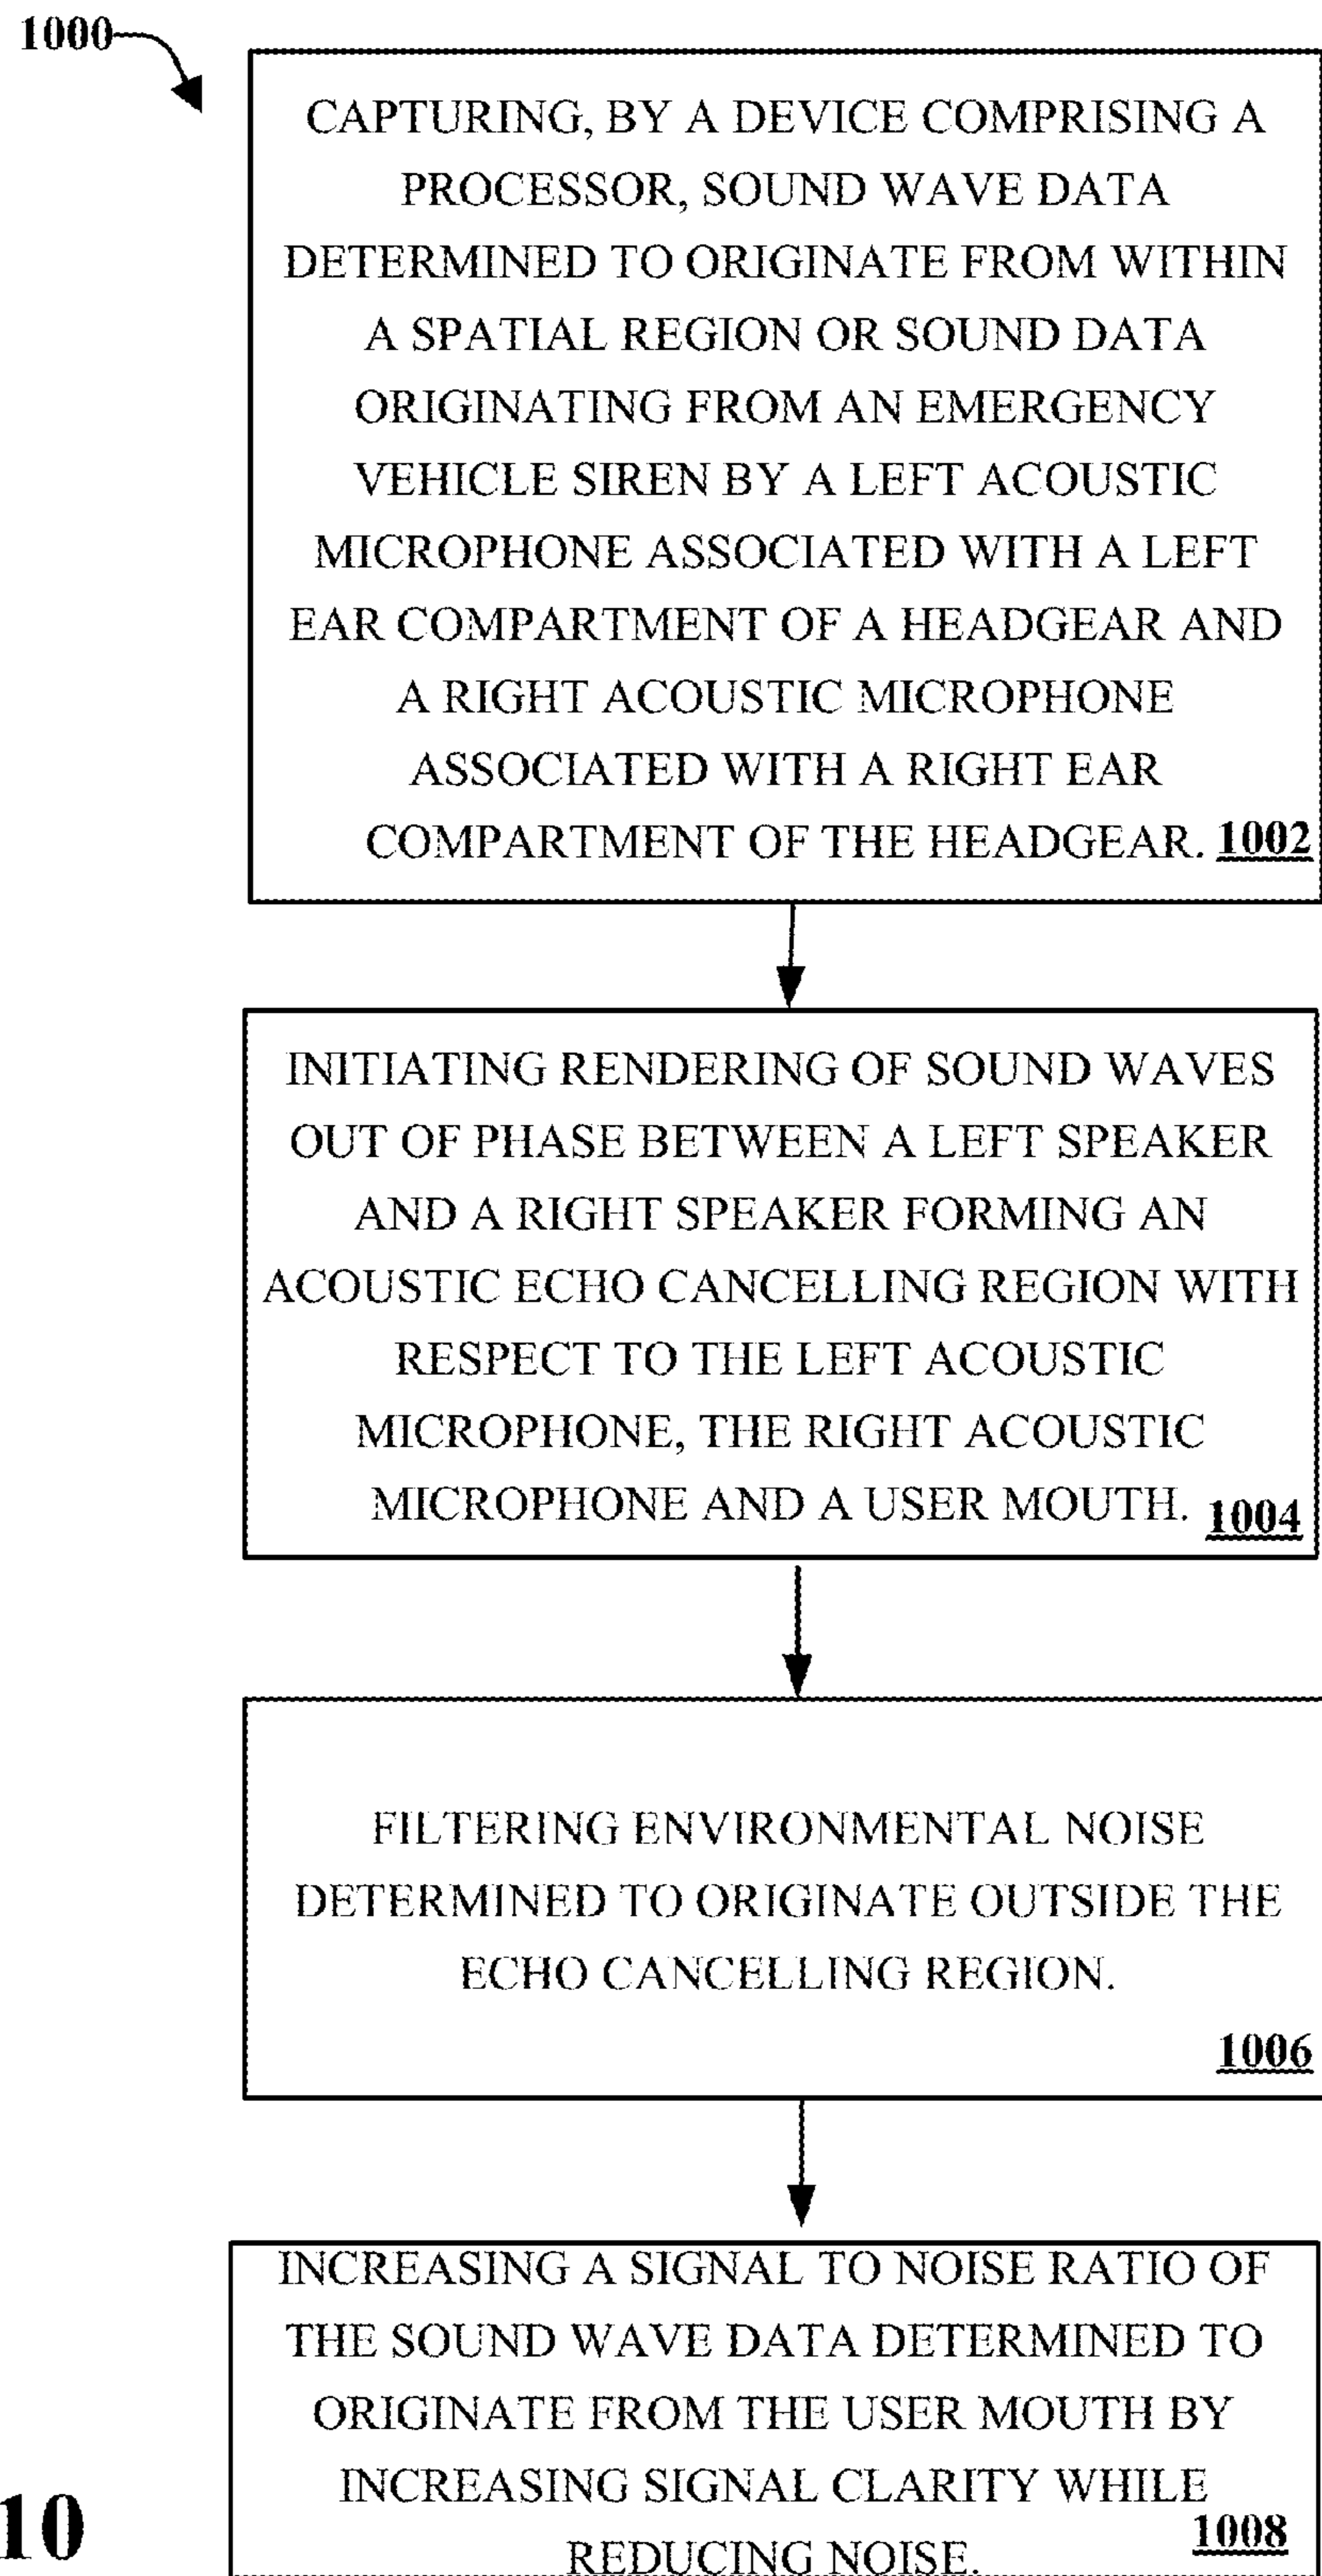 1000
CAPTURING, BY A DEVICE COMPRISING A
PROCESSOR, SOUND WAVE DATA
DETERMINED TO ORIGINATE FROM WITHIN
A SPATIAL REGION OR SOUND DATA
ORIGINATING FROM AN EMERGENCY
VEHICLE SIREN BY A LEFT ACOUSTIC
MICROPHONE ASSOCIATED WITH A LEFT
EAR COMPARTMENT OF A HEADGEAR AND
A RIGHT ACOUSTIC MICROPHONE
ASSOCIATED WITH A RIGHT EAR
COMPARTMENT OF THE HEADGEAR. 1002
INITIATING RENDERING OF SOUND WAVES
OUT OF PHASE BETWEEN A LEFT SPEAKER
AND A RIGHT SPEAKER FORMING AN
ACOUSTIC ECHO CANCELLING REGION WITH
RESPECT TO THE LEFT ACOUSTIC
MICROPHONE, THE RIGHT ACOUSTIC
MICROPHONE AND A USER MOUTH. 1004
FILTERING ENVIRONMENTAL NOISE
DETERMINED TO ORIGINATE OUTSIDE THE
ECHO CANCELLING REGION.
1006
INCREASING A SIGNAL TO NOISE RATIO OF
THE SOUND WAVE DATA DETERMINED TO
ORIGINATE FROM THE USER MOUTH BY
INCREASING SIGNAL CLARITY WHILE
REDUCING NOISE. 1008
10